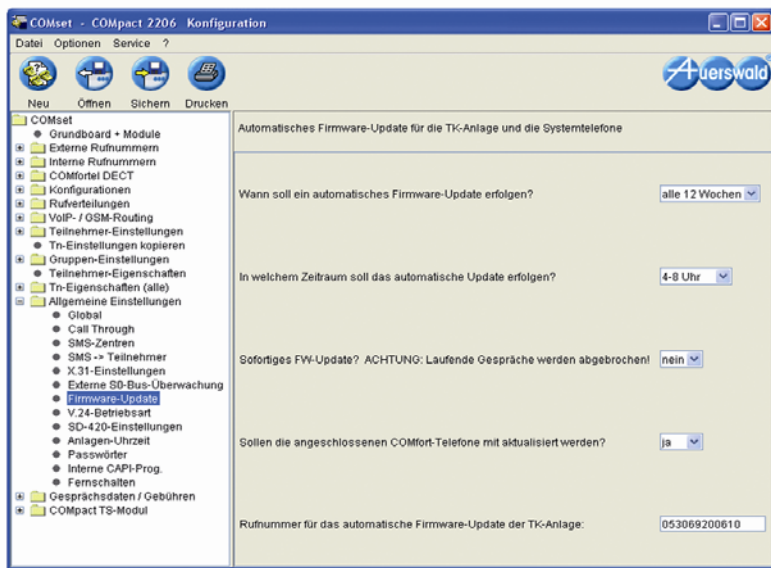 COMset - COMpact 2206 Konfiguration
Datei Optionen Service ?
Neu Öffnen Sichern Drucken
Auerswald
COMset
Grundboard + Module
Externe Rufnummern
Interne Rufnummern
COMfortel DECT
Konfigurationen
Rufverteilungen
VoIP- / GSM-Routing
Teilnehmer-Einstellungen
Tn-Einstellungen kopieren
Gruppen-Einstellungen
Teilnehmer-Eigenschaften
Tn-Eigenschaften (alle)
Allgemeine Einstellungen
Global
Call Through
SMS-Zentren
SMS -> Teilnehmer
X.31-Einstellungen
Externe S0-Bus-Überwachung
Firmware-Update
V.24-Betriebsart
SD-420-Einstellungen
Anlagen-Uhrzeit
Passwörter
Interne CAPI-Prog.
Fernschalten
Gesprächsdaten / Gebühren
COMpact TS-Modul
Automatisches Firmware-Update für die TK-Anlage und die Systemtelefone
Wann soll ein automatisches Firmware-Update erfolgen? alle 12 Wochen
In welchem Zeitraum soll das automatische Update erfolgen? 4-8 Uhr
Sofortiges FW-Update? ACHTUNG: Laufende Gespräche werden abgebrochen! nein
Sollen die angeschlossenen COMfort-Telefone mit aktualisiert werden? ja
Rufnummer für das automatische Firmware-Update der TK-Anlage: 053069200610